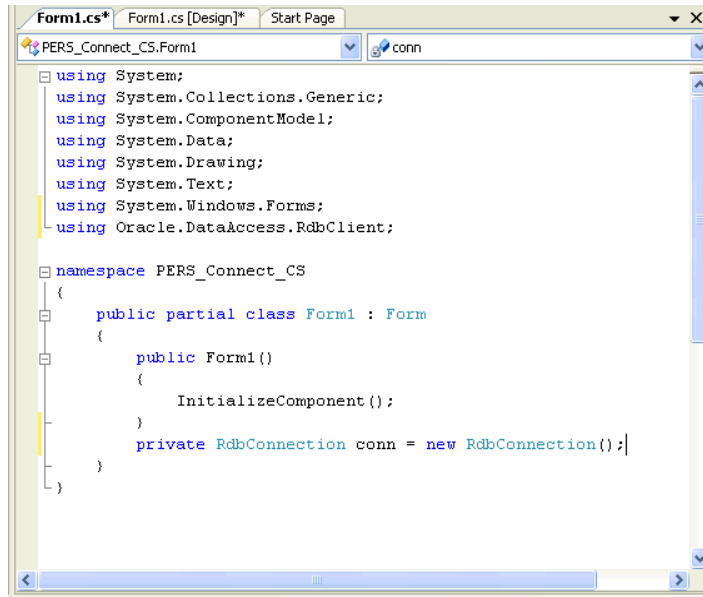 Form1.cs* Form1.cs [Design]* Start Page
PERS_Connect_CS.Form1 conn
using System;
using System.Collections.Generic;
using System.ComponentModel;
using System.Data;
using System.Drawing;
using System.Text;
using System.Windows.Forms;
using Oracle.DataAccess.RdbClient;
namespace PERS_Connect_CS
{
public partial class Form1 : Form
{
public Form1()
{
InitializeComponent();
}
private RdbConnection conn = new RdbConnection();
}
}